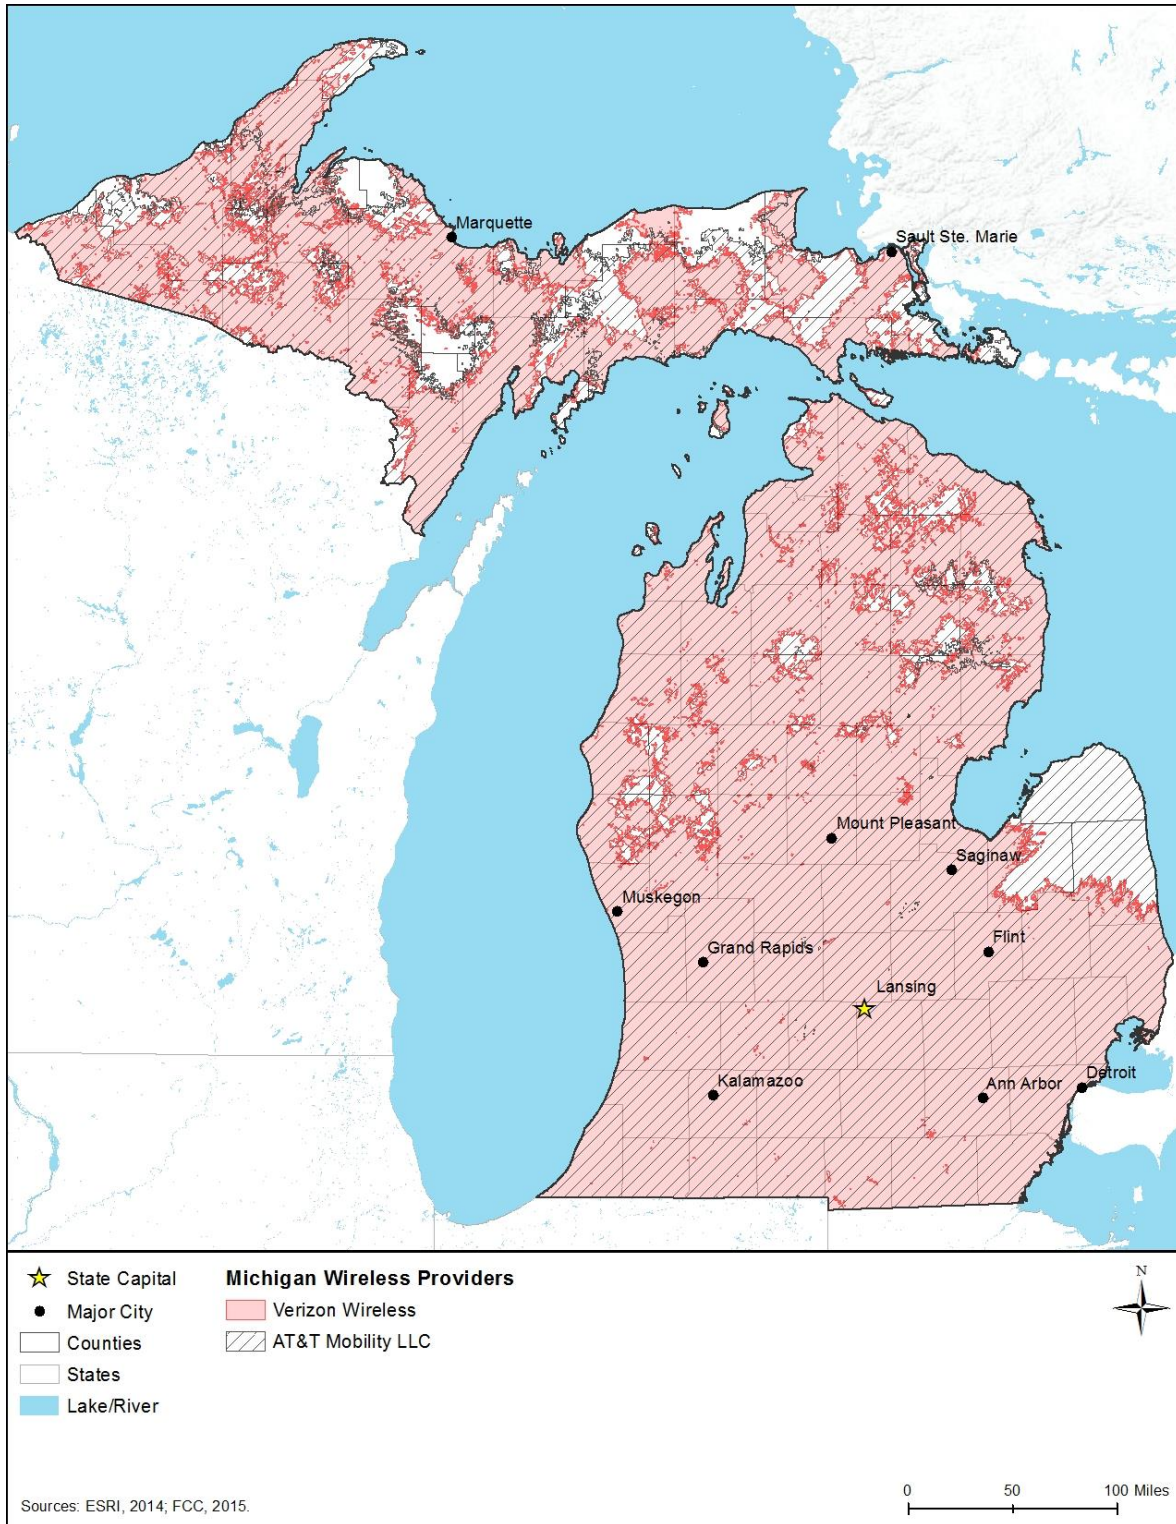 Marquette
Sault Ste. Marie
Mount Pleasant
Saginaw
Muskegon
Grand Rapids
Flint
Lansing
Kalamazoo
Ann Arbor
Detroit
State Capital
Major City
Counties
States
Lake/River
Michigan Wireless Providers
Verizon Wireless
AT&T Mobility LLC
N
Sources: ESRI, 2014; FCC, 2015.
0 50 100 Miles